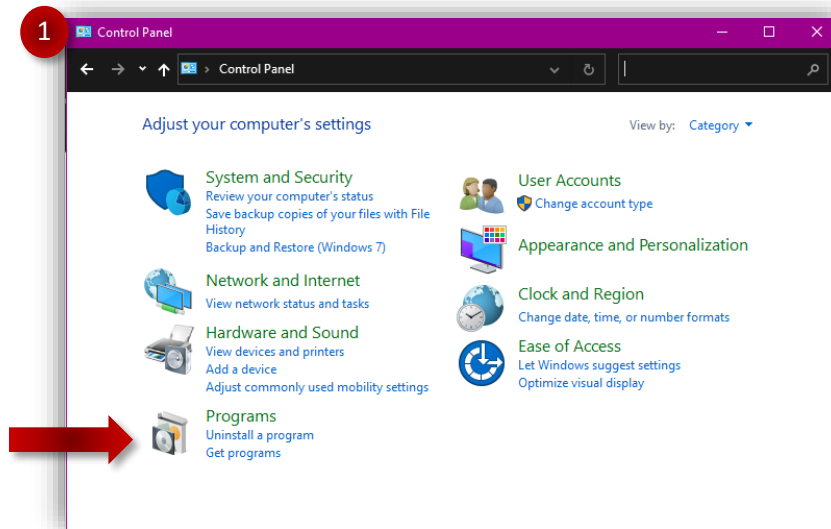 1
Control Panel
Control Panel
Adjust your computer's settings
View by: Category
System and Security
Review your computer's status
Save backup copies of your files with File
History
Backup and Restore (Windows 7)
Network and Internet
View network status and tasks
Hardware and Sound
View devices and printers
Add a device
Adjust commonly used mobility settings
Programs
Uninstall a program
Get programs
User Accounts
Change account type
Appearance and Personalization
Clock and Region
Change date, time, or number formats
Ease of Access
Let Windows suggest settings
Optimize visual display